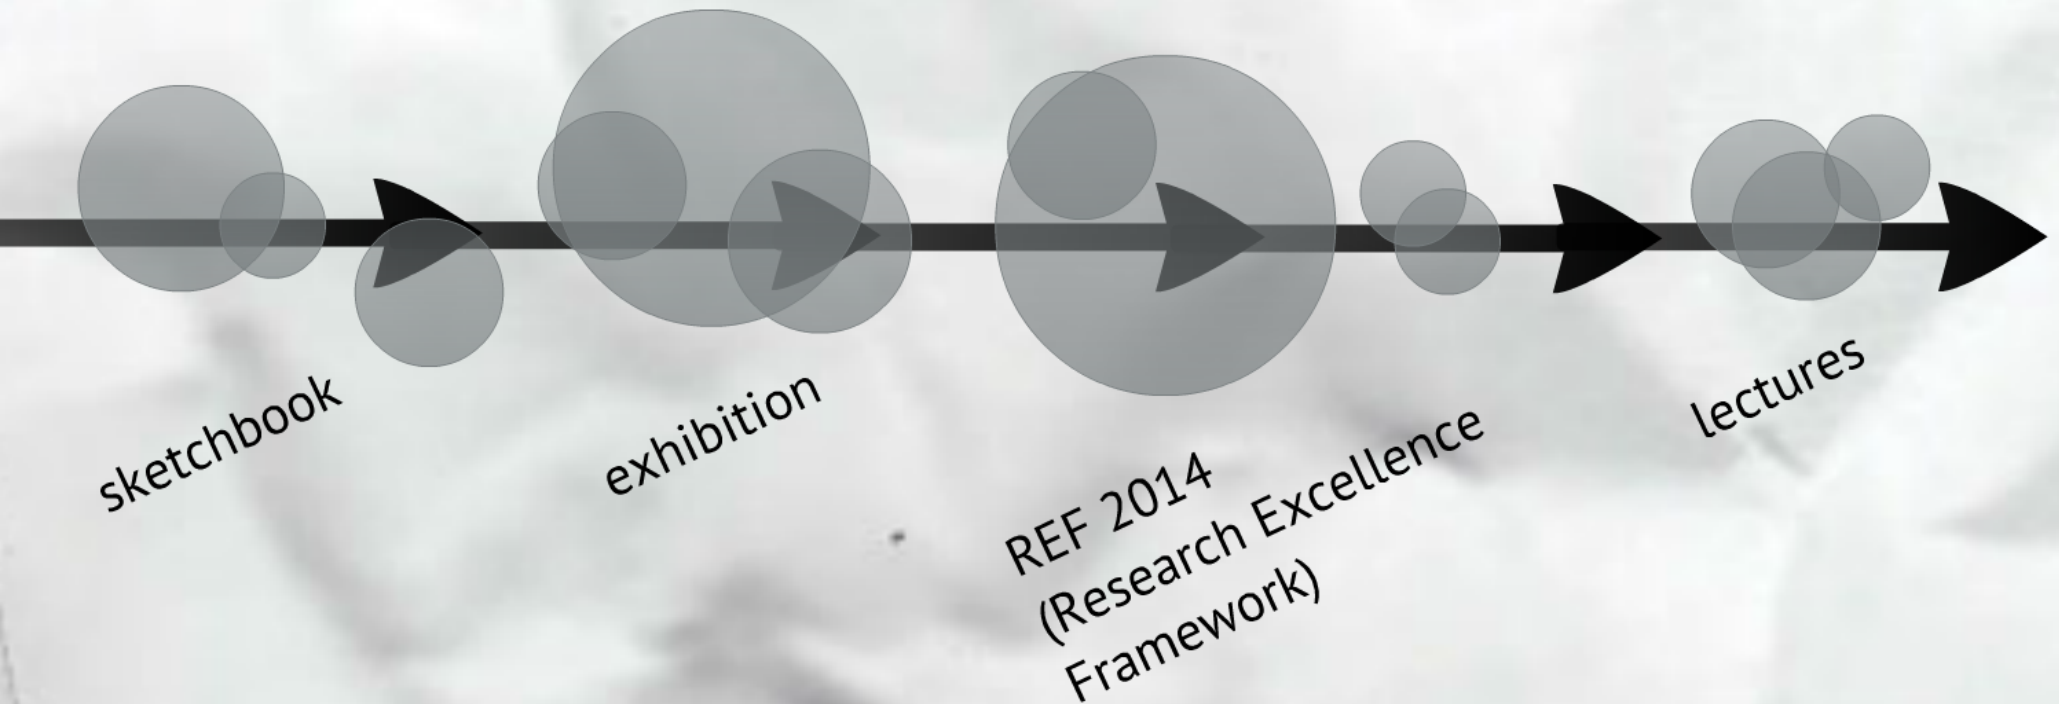 sketchbook
exhibition
REF 2014
(Research Excellence
Framework)
lectures